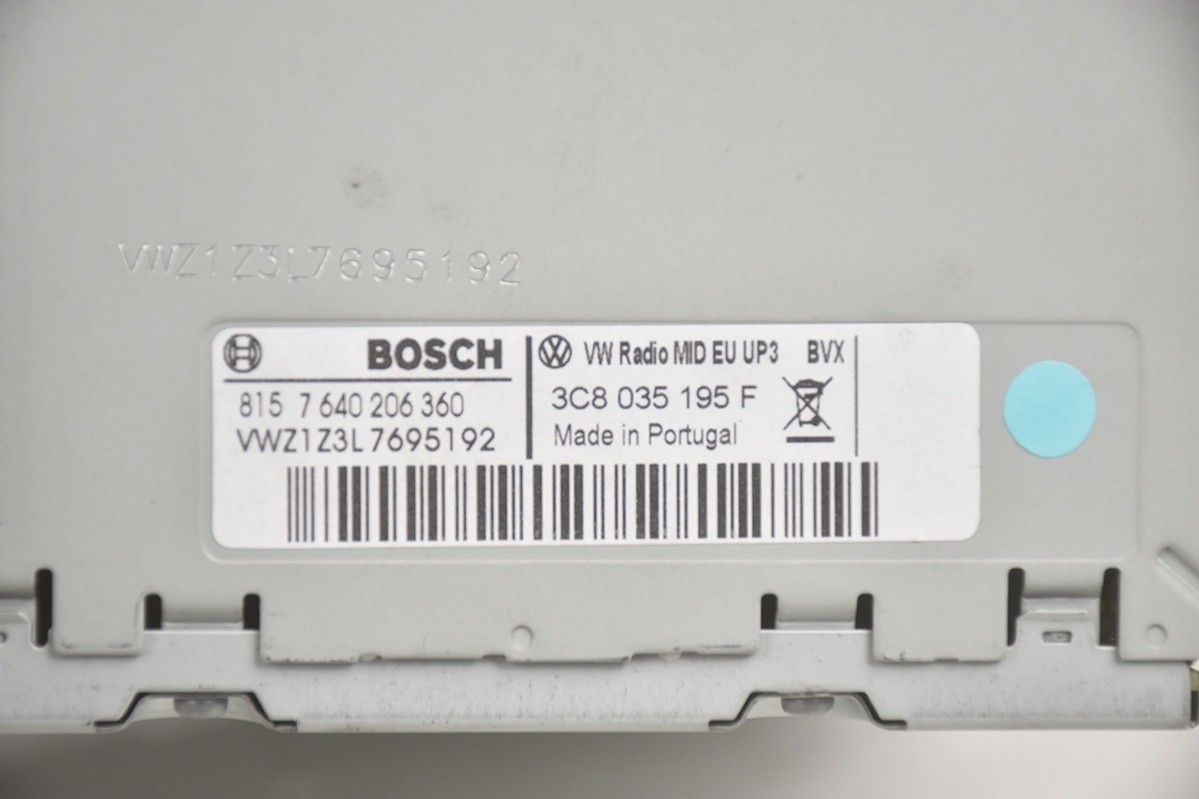 VWZ1Z3L7695192
BOSCH
815 7 640 206 360
VWZ1Z3L7695192
VW Radio MID EU UP3 BVX
3C8 035 195 F
Made in Portugal